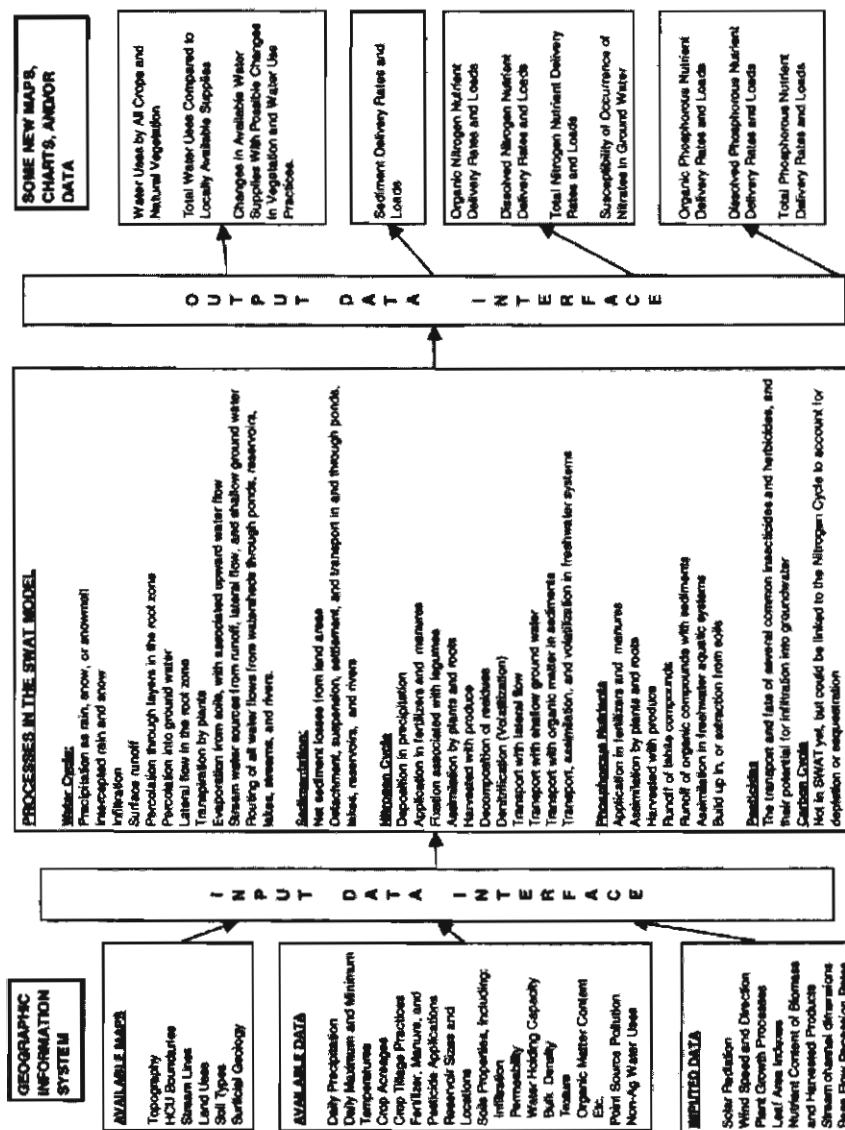 GEOGRAPHIC
INFORMATION
SYSTEM
AVAILABLE MAPS
Topography
HCU Boundaries
Stream Lines
Land Uses
Soil Types
Surficial Geology
AVAILABLE DATA
Daily Precipitation
Daily Maximum and Minimum
Temperatures
Crop Acreages
Crop Tillage Practices
Fertilizer, Manure, and
Pesticide Applications
Reservoir Sizes and
Locations
Soils Properties, Including:
Infiltration
Permeability
Water Holding Capacity
Bulk Density
Texture
Organic Matter Content
Etc.
Point Source Pollution
Non-Ag Water Uses
IMPUTED DATA
Solar Radiation
Wind Speed and Direction
Plant Growth Processes
Leaf Area Indexes
Nutrient Content of Biomass
and Harvested Products
Stream channel dimensions
Base Flow Recession Rates
INPUT DATA INTERFACE
PROCESSES IN THE SWAT MODEL
Water Cycle:
Precipitation as rain, snow, or snowmelt
Intercepted rain and snow
Infiltration
Surface runoff
Percolation through layers in the root zone
Percolation into ground water
Lateral flow in the root zone
Transpiration by plants
Evaporation from soils, with associated upward water flow
Stream water sources from runoff, lateral flow, and shallow ground water
Routing of all water flows from watersheds through ponds, reservoirs,
lakes, streams, and rivers.
Sedimentation:
Net sediment losses from land areas
Detachment, suspension, settlement, and transport in and through ponds,
lakes, reservoirs, and rivers
Nitrogen Cycle
Deposition in precipitation
Application in fertilizers and manures
Fixation associated with legumes
Assimilation by plants and roots
Harvested with produce
Decomposition of residues
Denitrification (Volatization)
Transport with lateral flow
Transport with shallow ground water
Transport with organic matter in sediments
Transport, assimilation, and volatilization in freshwater systems
Phosphorous Nutrients
Application in fertilizers and manures
Assimilation by plants and roots
Harvested with produce
Runoff of labile compounds
Runoff of organic compounds with sediments
Assimilation in freshwater aquatic systems
Build up in, or extraction from soils
Pesticides
The transport and fate of several common insecticides and herbicides, and
their potential for infiltration into groundwater
Carbon Cycle
Not in SWAT yet, but could be linked to the Nitrogen Cycle to account for
depletion or sequestration
OUTPUT DATA INTERFACE
SOME NEW MAPS,
CHARTS, AND/OR
DATA
Water Uses by All Crops and
Natural Vegetation
Total Water Uses Compared to
Locally Available Supplies
Changes in Available Water
Supplies With Possible Changes
In Vegetation and Water Use
Practices.
Sediment Delivery Rates and
Loads
Organic Nitrogen Nutrient
Delivery Rates and Loads
Dissolved Nitrogen Nutrient
Delivery Rates and Loads
Total Nitrogen Nutrient Delivery
Rates and Loads
Susceptibility of Occurrence of
Nitrates in Ground Water
Organic Phosphorous Nutrient
Delivery Rates and Loads
Dissolved Phosphorous Nutrient
Delivery Rates and Loads
Total Phosphorous Nutrient
Delivery Rates and Loads